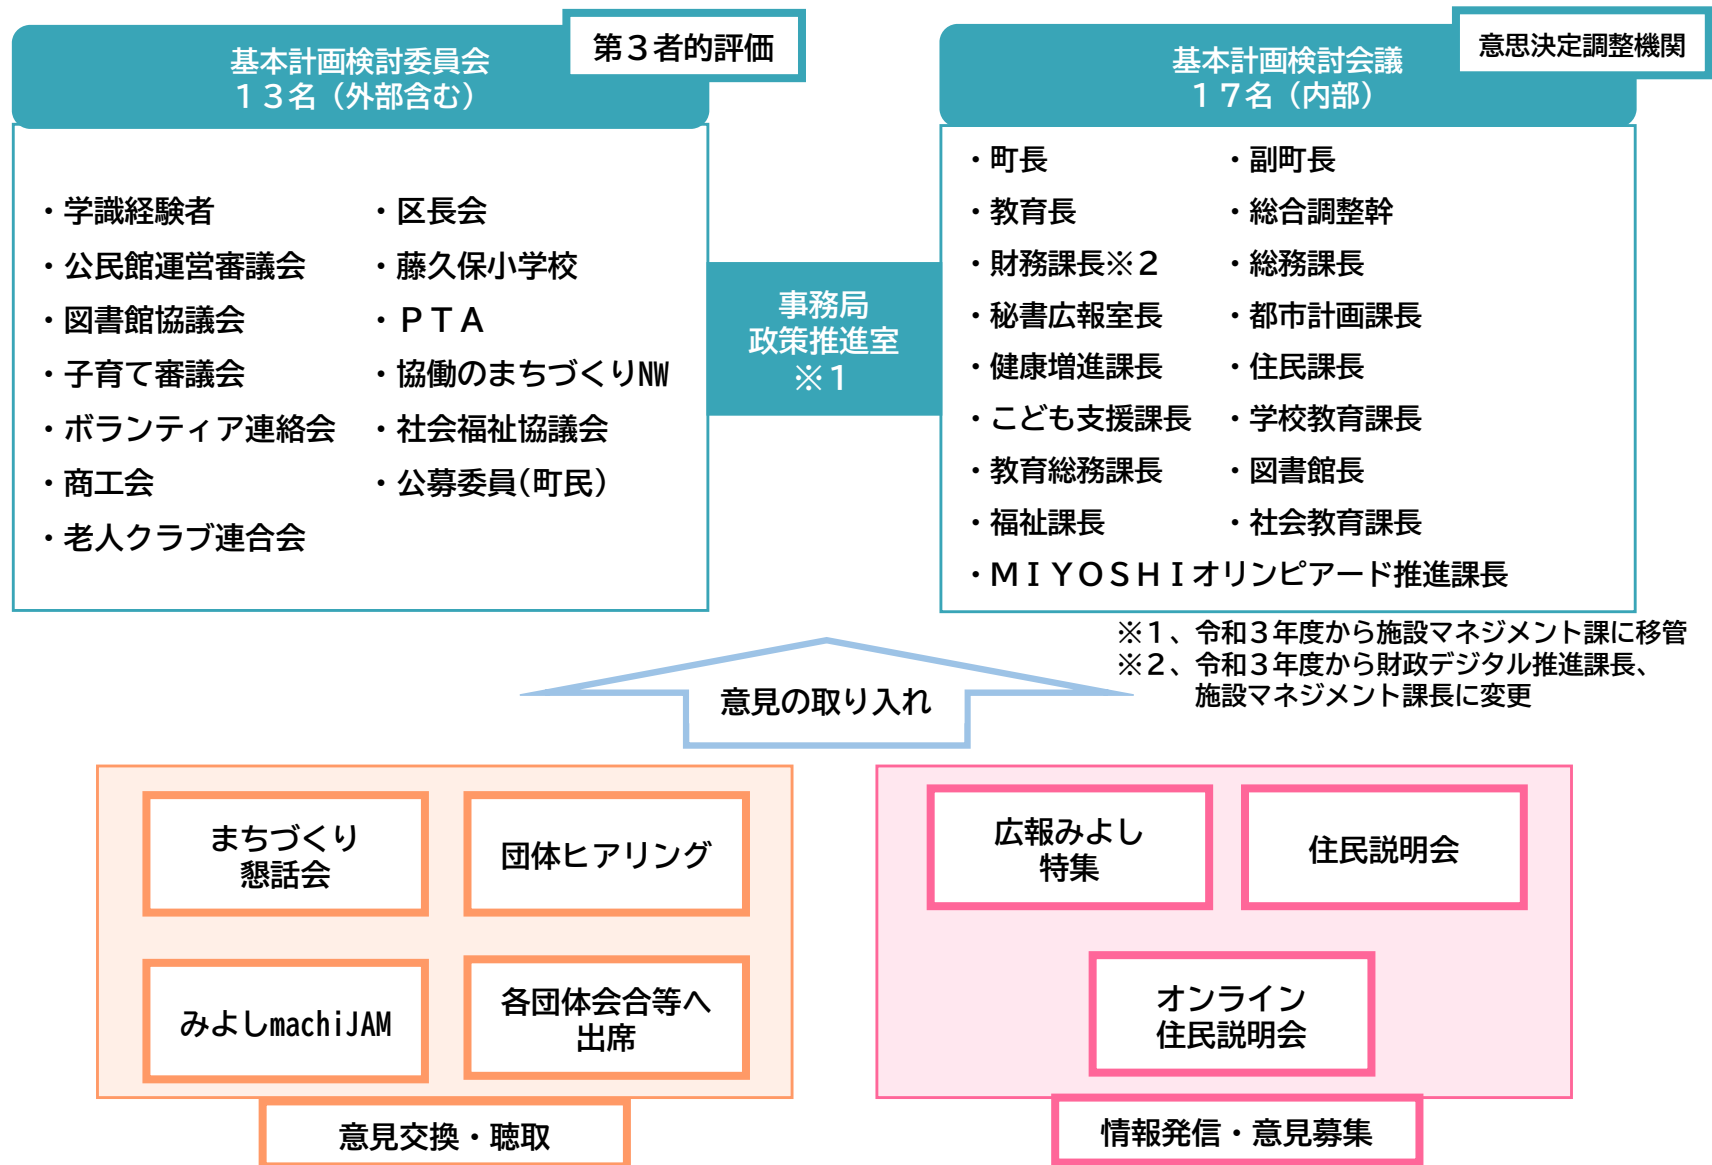 第３者的評価
基本計画検討委員会
１３名（外部含む）
・学識経験者
・区長会
・公民館運営審議会
・藤久保小学校
・図書館協議会
・ＰＴＡ
・子育て審議会
・協働のまちづくりNW
・ボランティア連絡会
・社会福祉協議会
・商工会
・公募委員(町民)
・老人クラブ連合会
事務局
政策推進室
※１
意思決定調整機関
基本計画検討会議
１７名（内部）
・町長
・副町長
・教育長
・総合調整幹
・財務課長※２
・総務課長
・秘書広報室長
・都市計画課長
・健康増進課長
・住民課長
・こども支援課長
・学校教育課長
・教育総務課長
・図書館長
・福祉課長
・社会教育課長
・ＭＩＹＯＳＨＩオリンピアード推進課長
※１、令和３年度から施設マネジメント課に移管
※２、令和３年度から財政デジタル推進課長、
施設マネジメント課長に変更
意見の取り入れ
まちづくり
懇話会
団体ヒアリング
みよしmachiJAM
各団体会合等へ
出席
意見交換・聴取
広報みよし
特集
住民説明会
オンライン
住民説明会
情報発信・意見募集